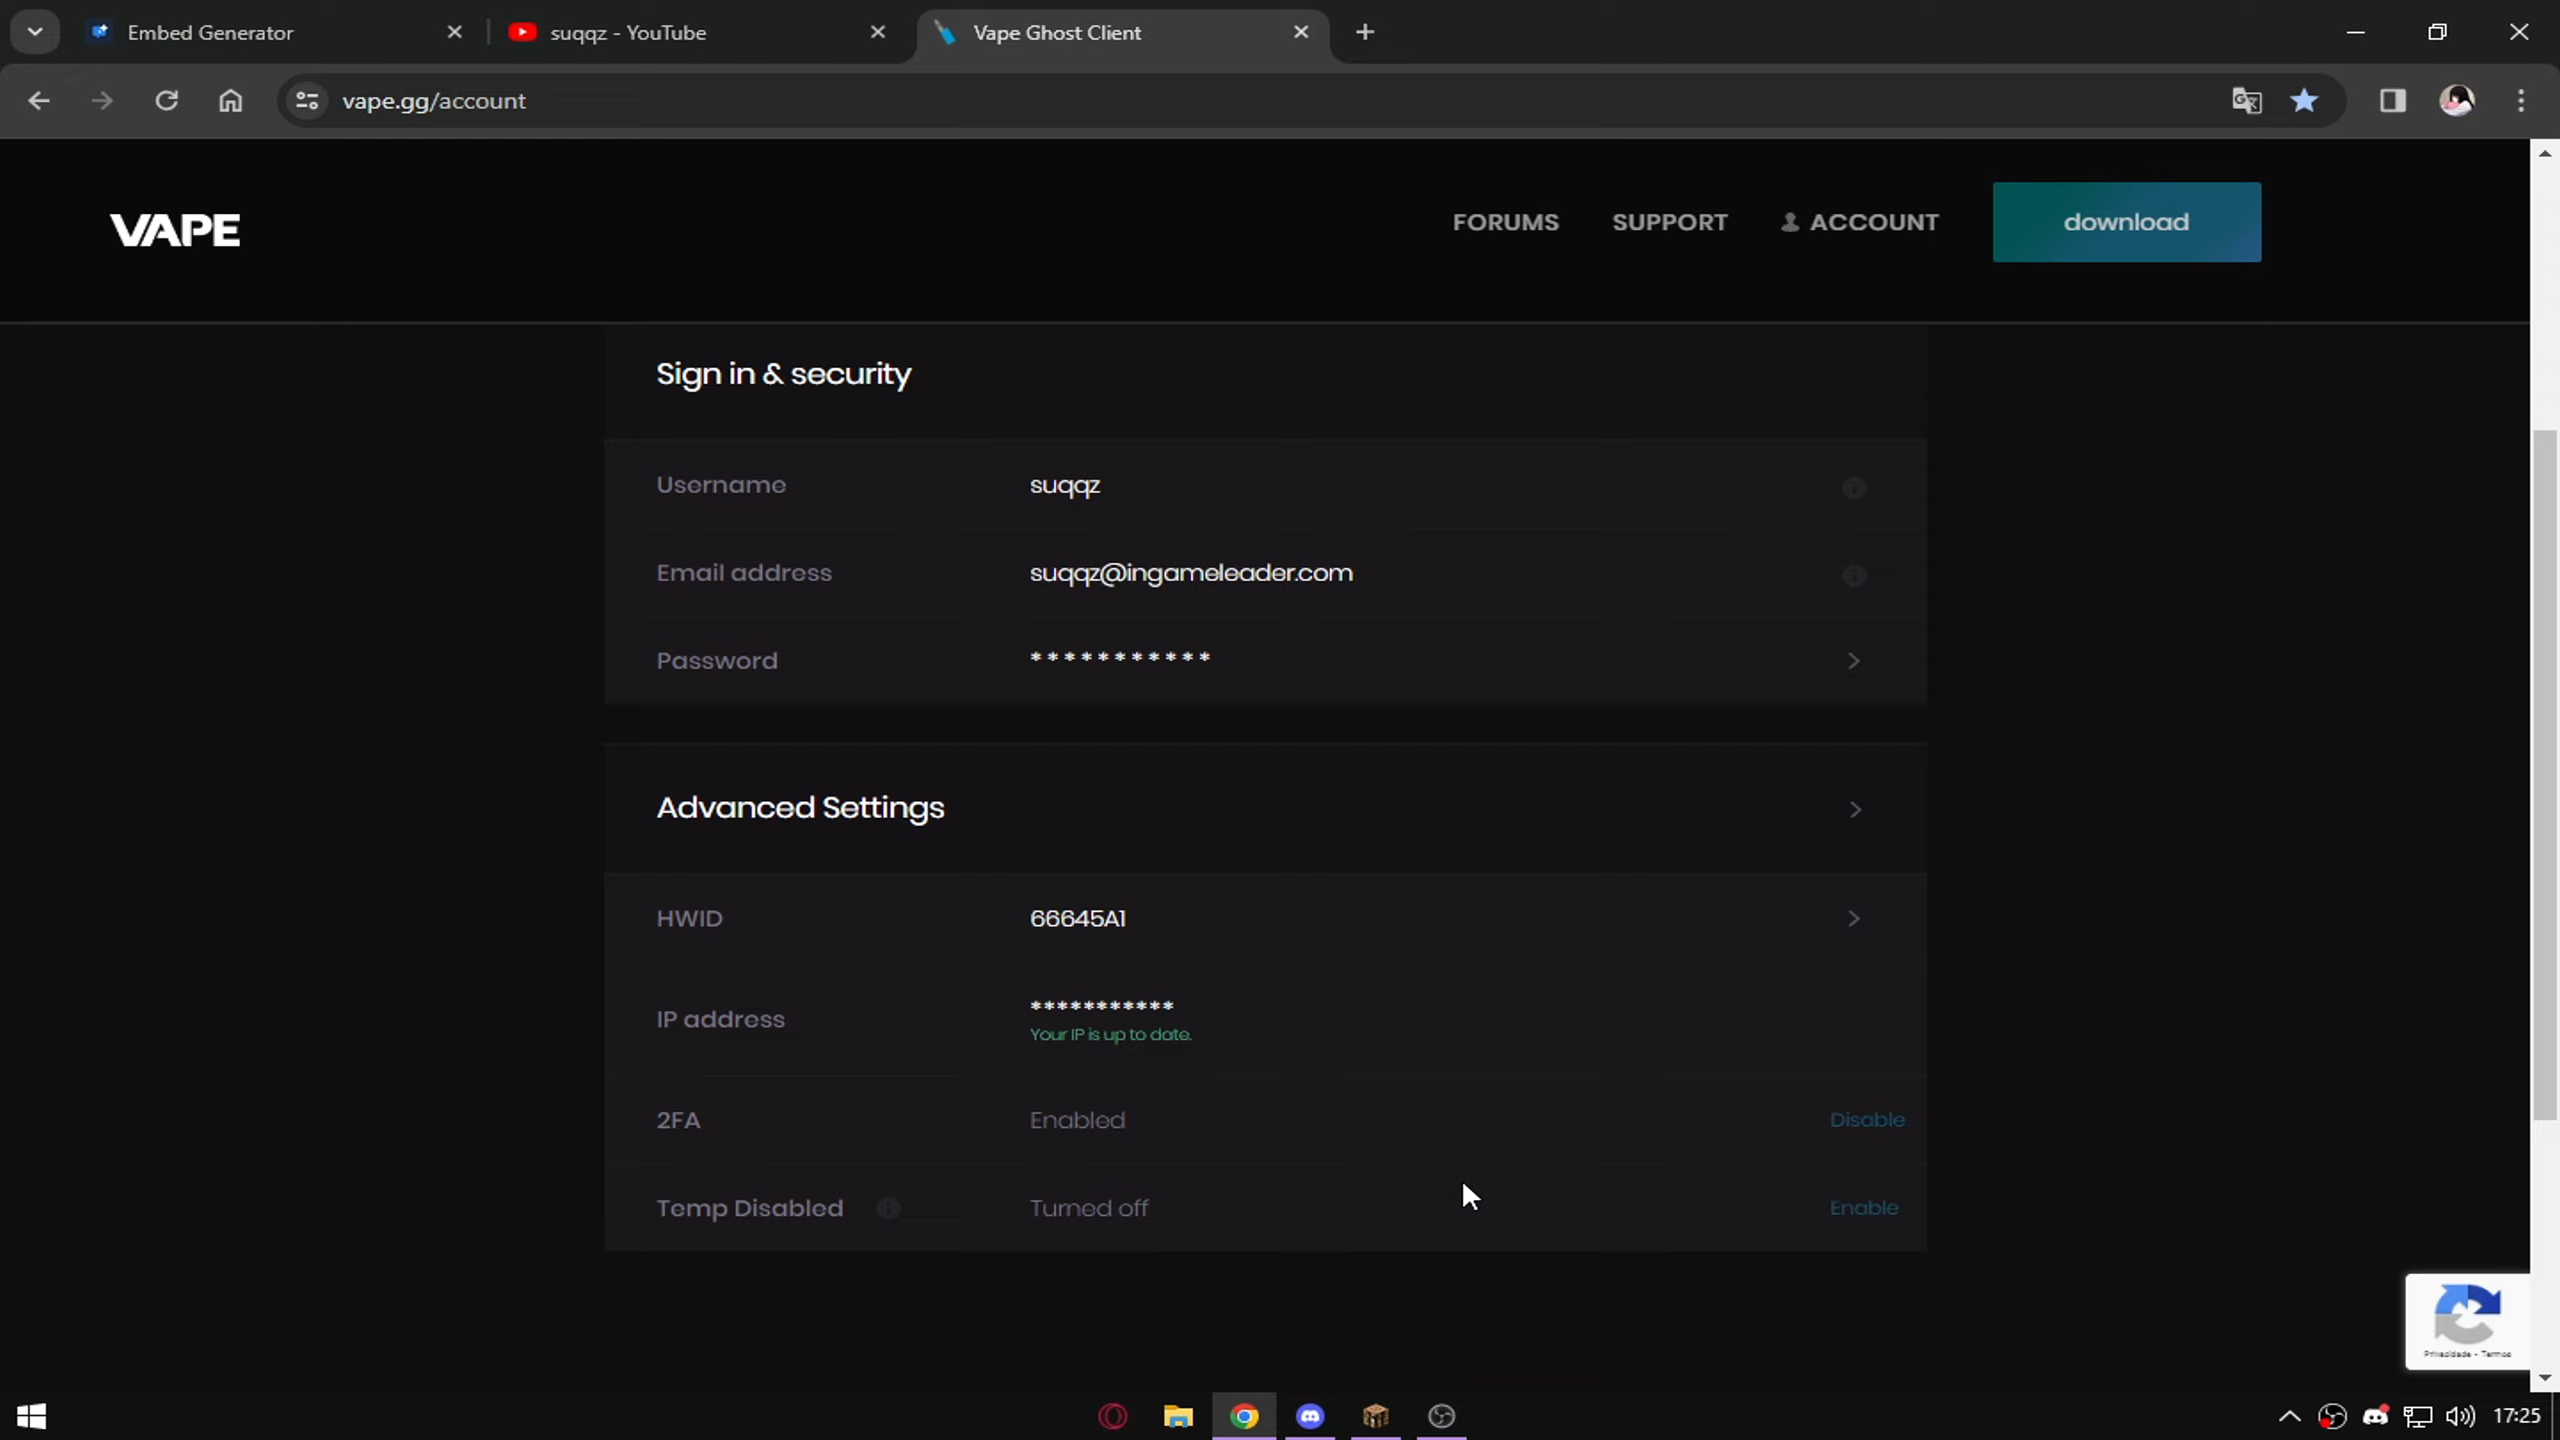 Embed Generator
suqqz - YouTube
Vape Ghost Client
vape.gg/account
VAPE
FORUMS
SUPPORT
ACCOUNT
download
Sign in & security
Username
suqqz
Email address
suqqz@ingameleader.com
Password
***********
Advanced Settings
HWID
66645A1
IP address
***********
Your IP is up to date.
2FA
Enabled
Disable
Temp Disabled
Turned off
Enable
Privacidade - Termos
17:25